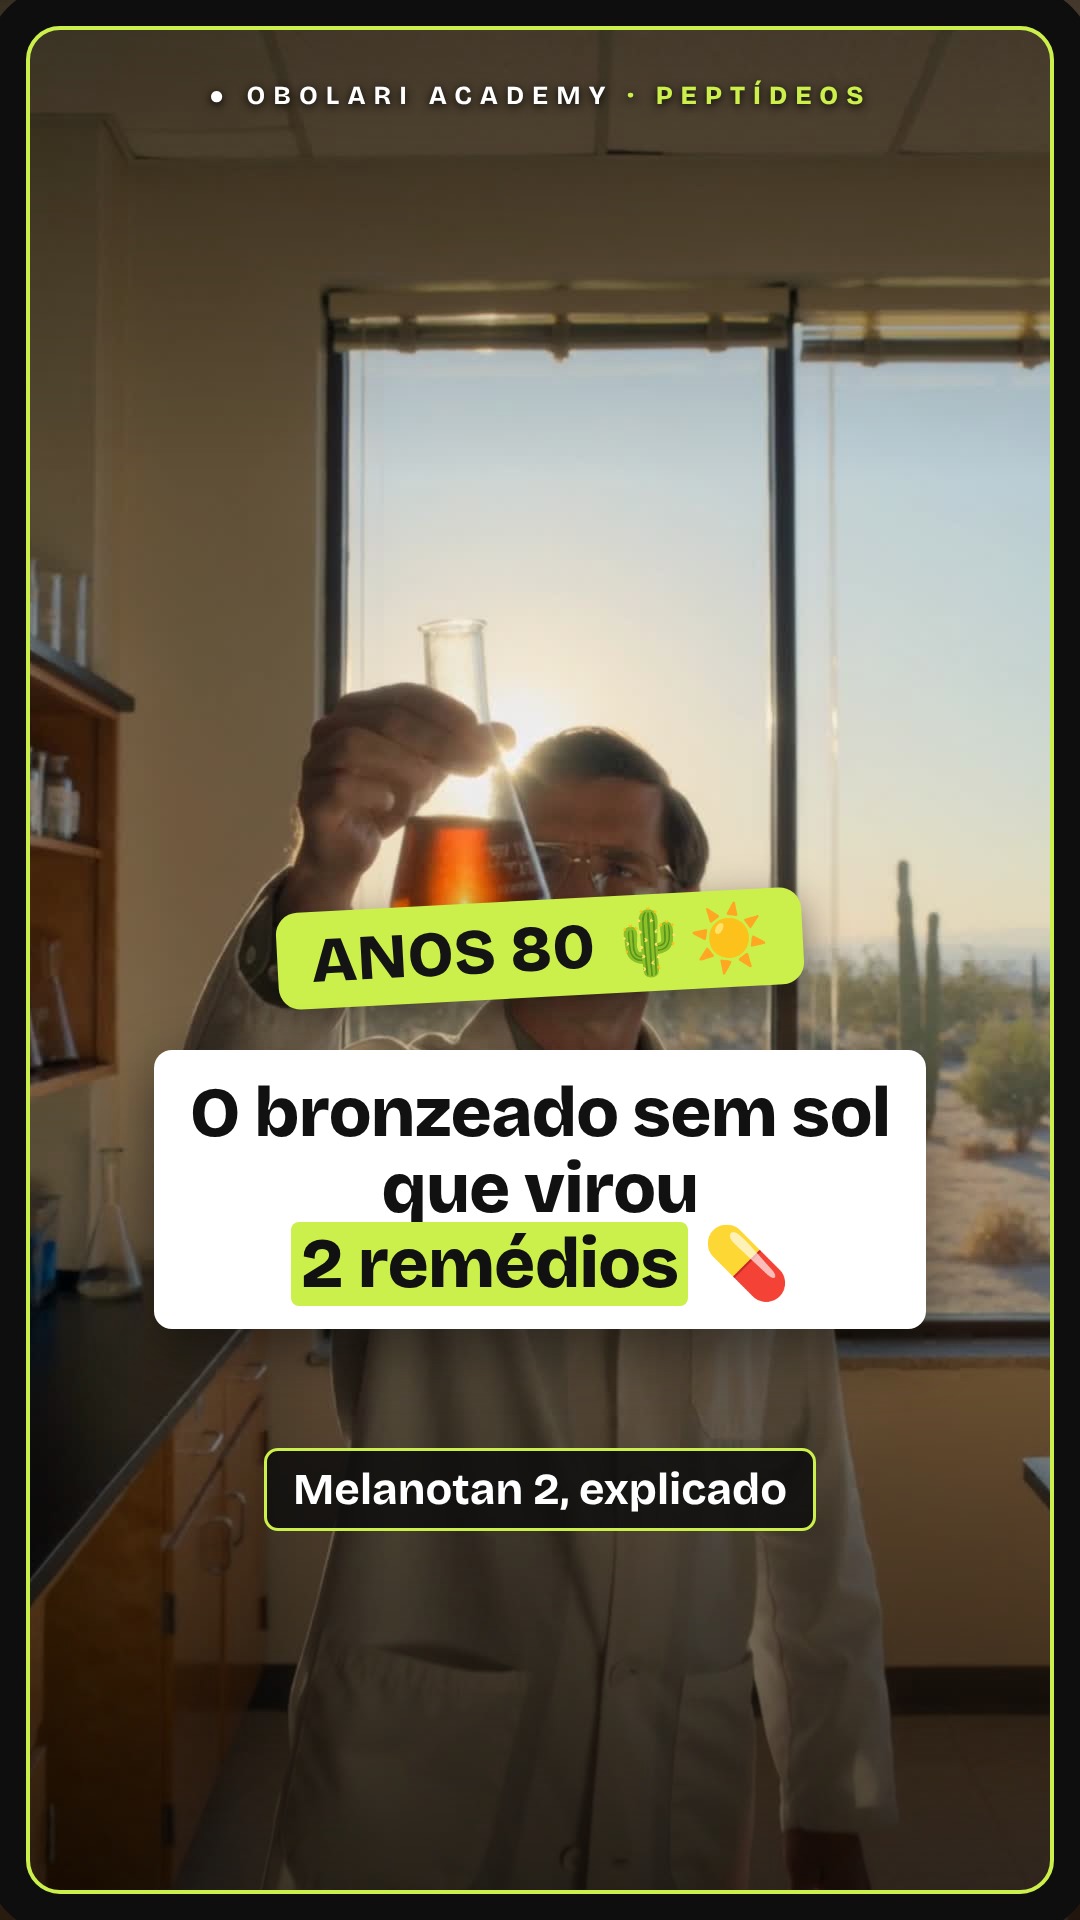 • OBOLARI ACADEMY · PEPTÍDEOS
ANOS 80 🌵 ☀️
O bronzeado sem sol
que virou
2 remédios 💊
Melanotan 2, explicado